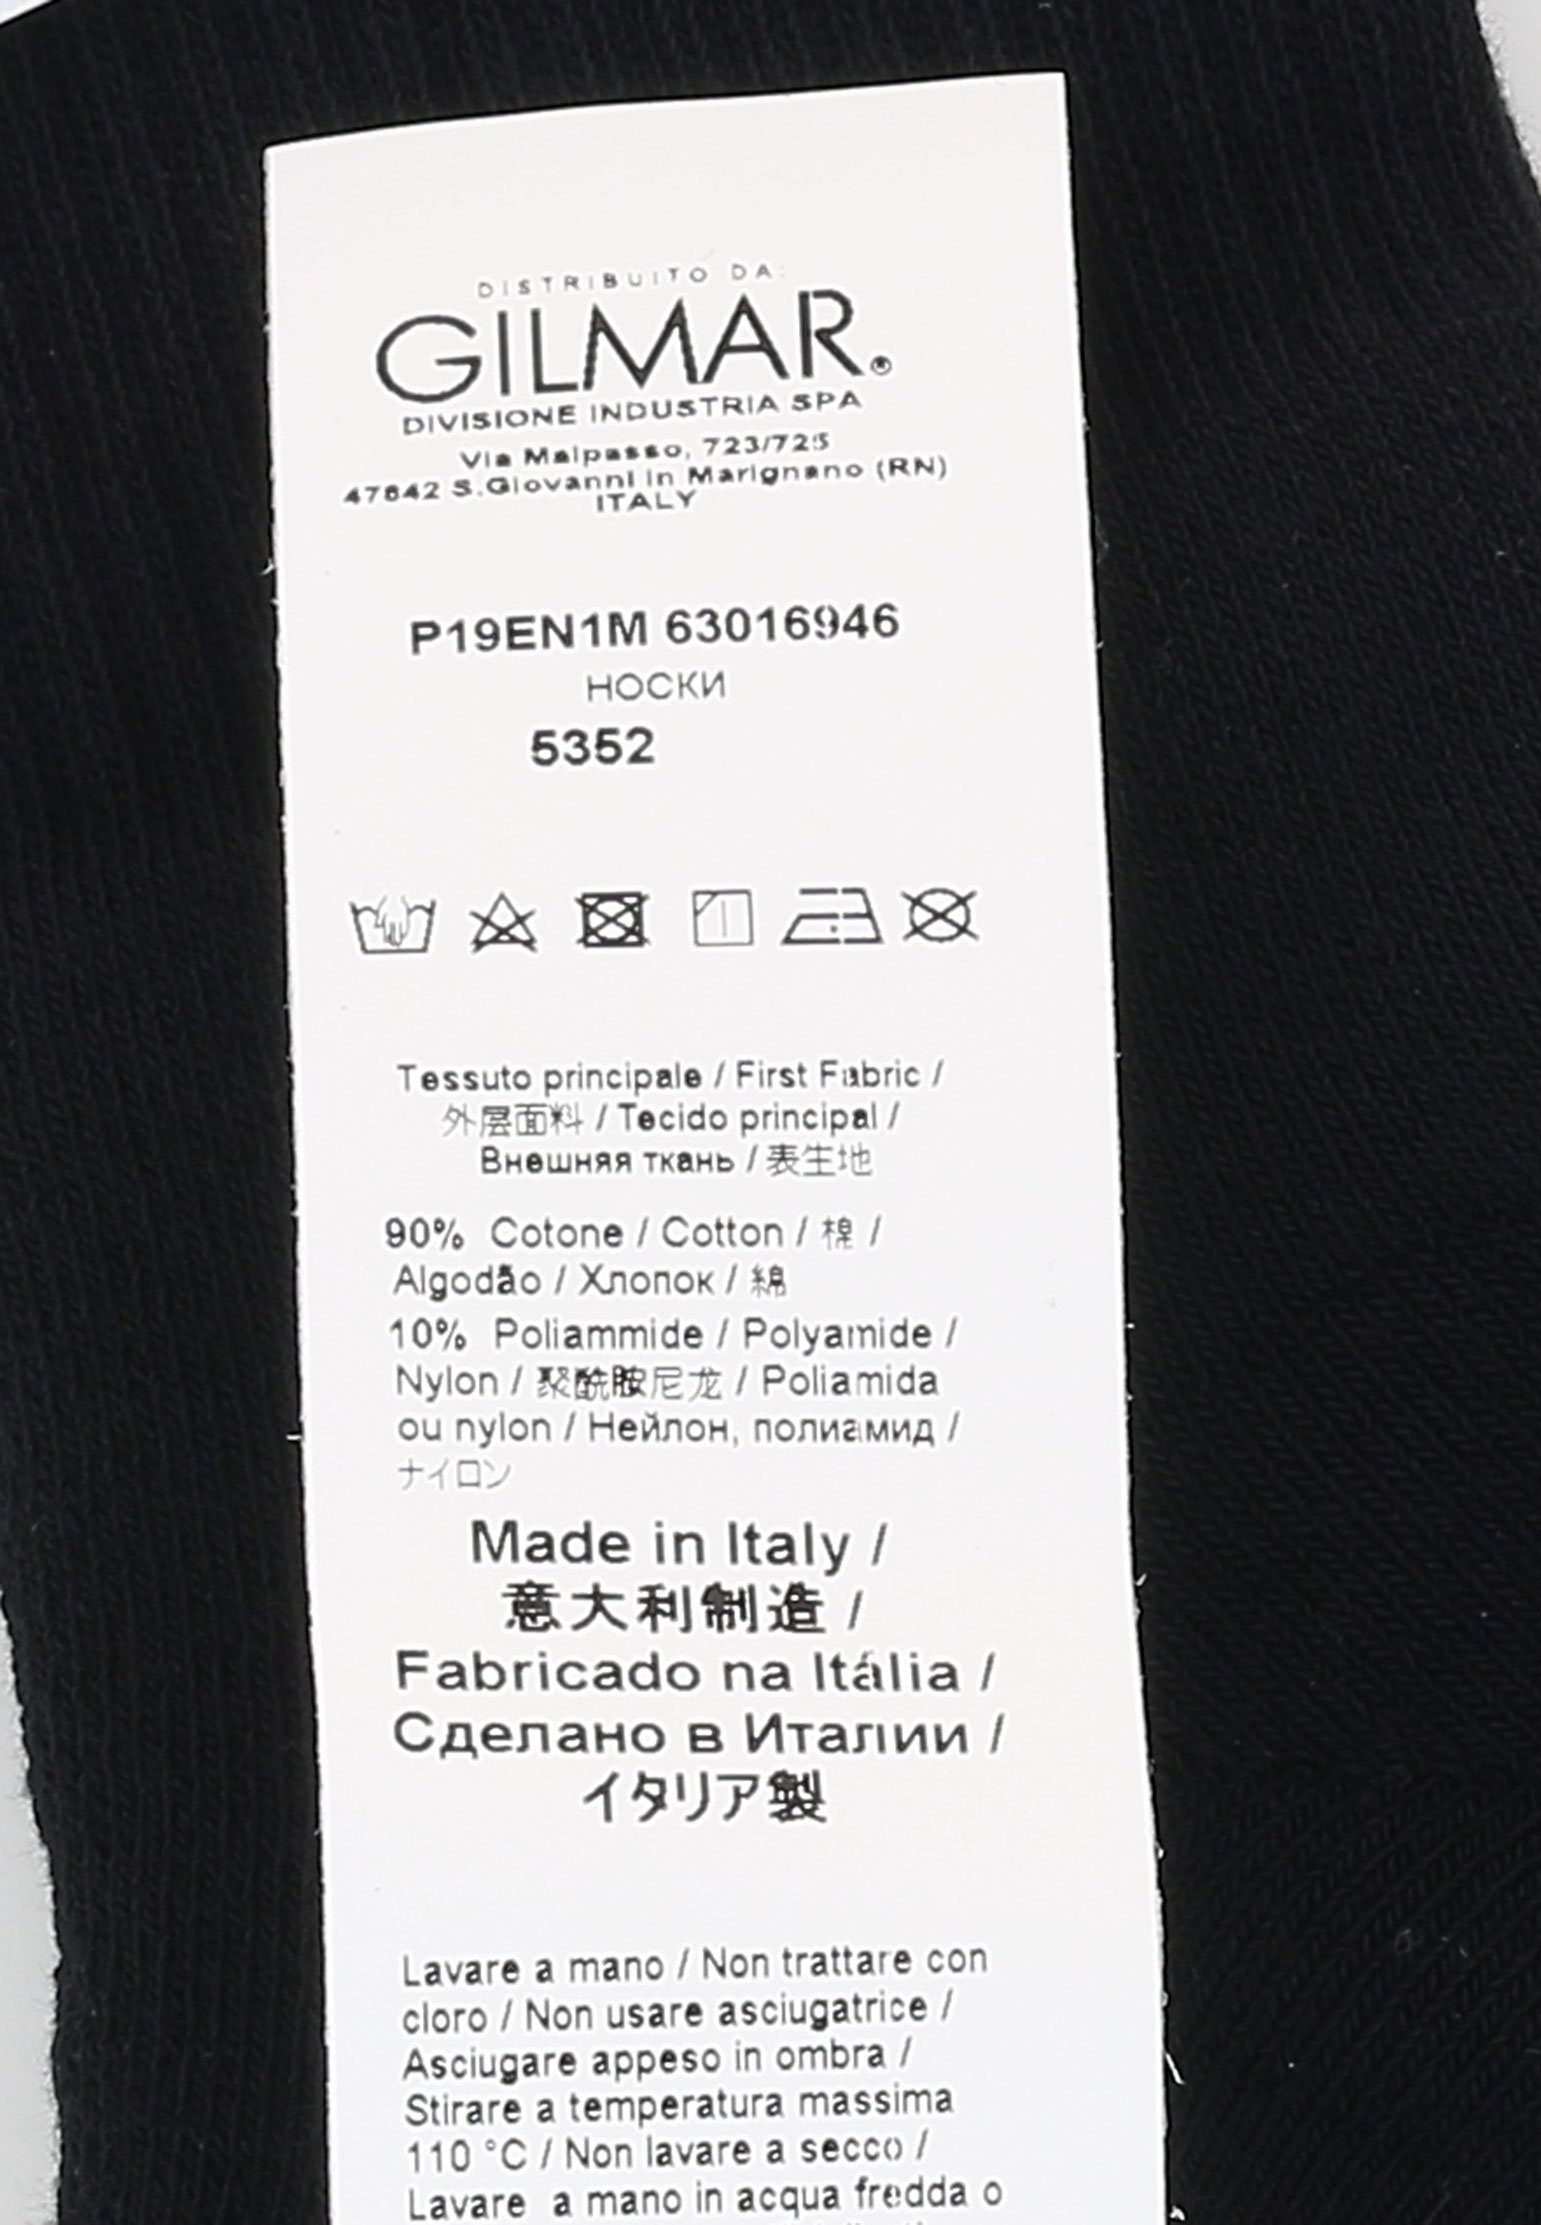 DISTRIBUITO DA:
GILMAR®
DIVISIONE INDUSTRIA SPA
Via Malpasso, 723/725
47842 S.Giovanni in Marignano (RN)
ITALY
P19EN1M 63016946
НОСКИ
5352
Tessuto principale / First Fabric /
外层面料 / Tecido principal /
Внешняя ткань / 表生地
90% Cotone / Cotton / 棉 /
Algodão / Хлопок / 綿
10% Poliammide / Polyamide /
Nylon / 聚酰胺尼龙 / Poliamida
ou nylon / Нейлон, полиамид /
ナイロン
Made in Italy /
意大利制造 /
Fabricado na Itália /
Сделано в Италии /
イタリア製
Lavare a mano / Non trattare con
cloro / Non usare asciugatrice /
Asciugare appeso in ombra /
Stirare a temperatura massima
110 °C / Non lavare a secco /
Lavare a mano in acqua fredda o